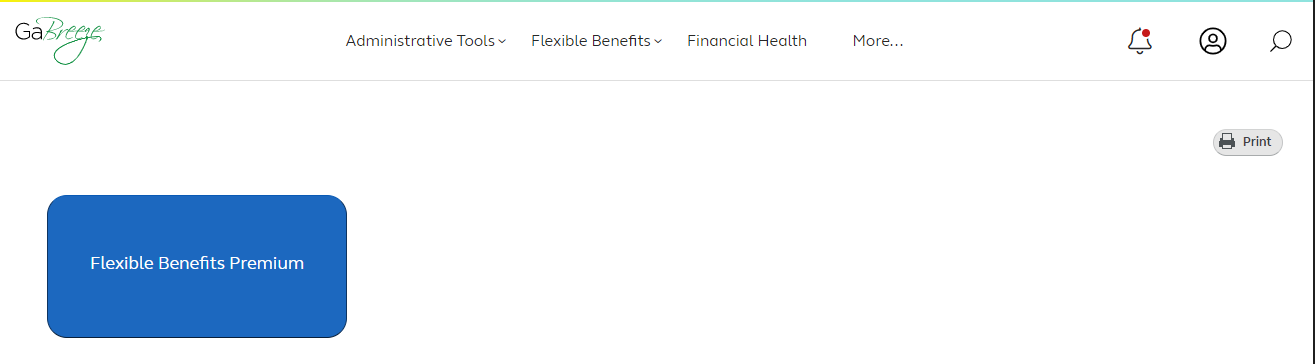 GaBreeze
Administrative Tools Flexible Benefits Financial Health More...
Print
Flexible Benefits Premium